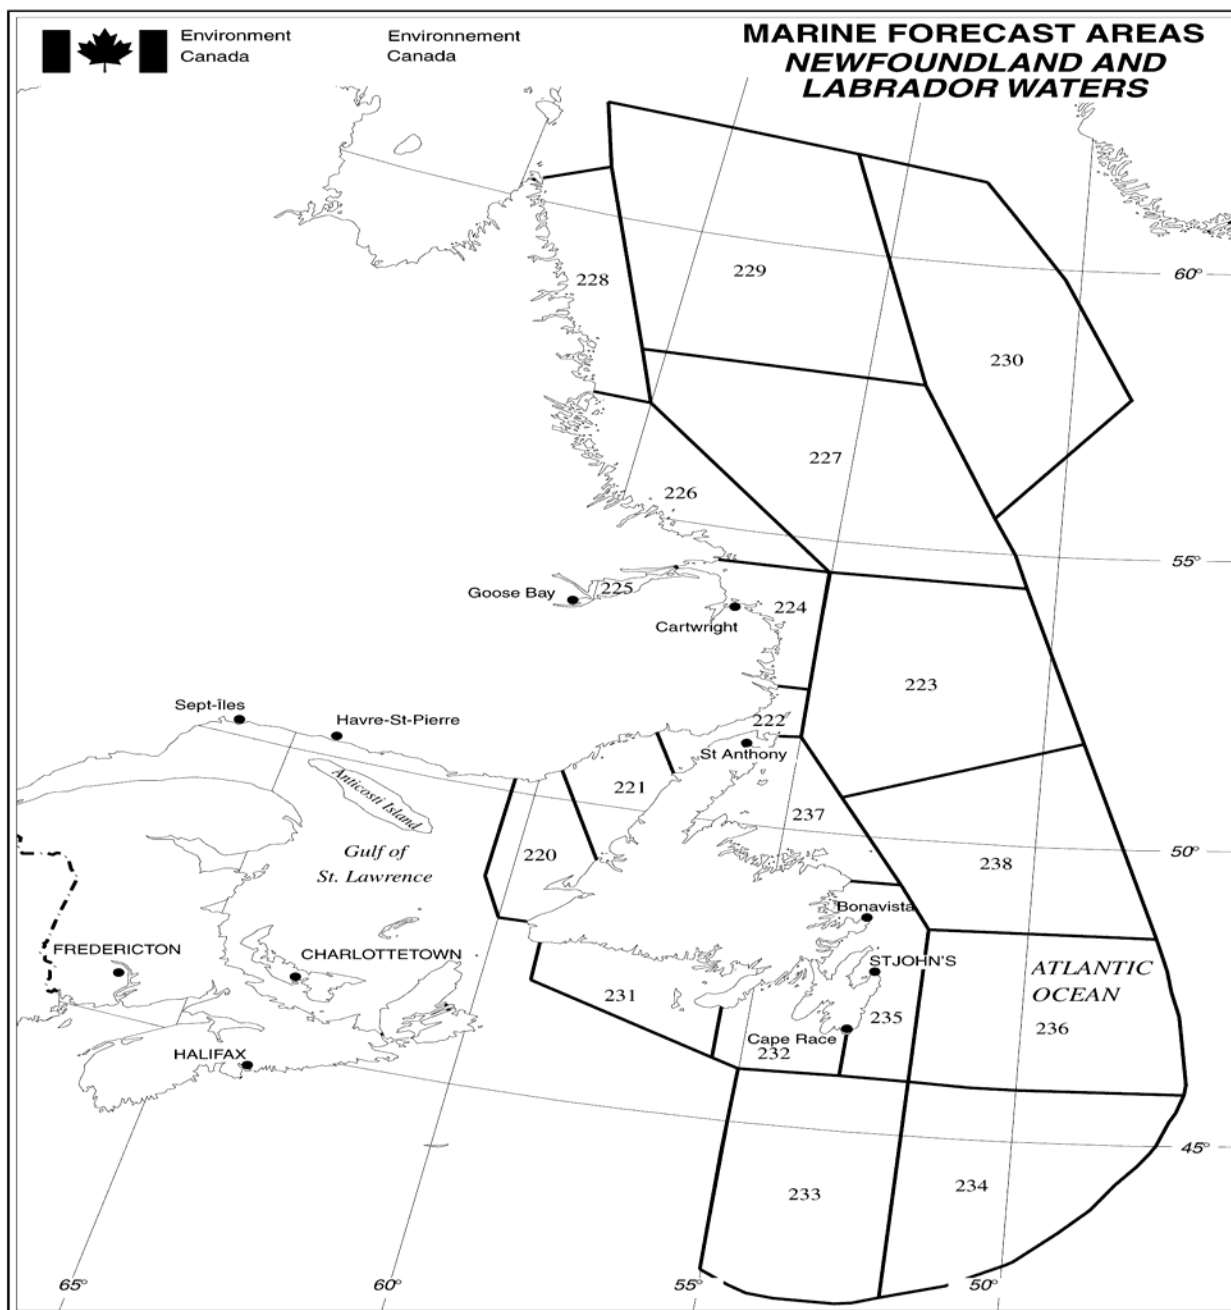 Environment
Canada
Environnement
Canada
MARINE FORECAST AREAS
NEWFOUNDLAND AND
LABRADOR WATERS
229
228
60°
230
227
226
55°
Goose Bay
225
224
Cartwright
223
Sept-Îles
Havre-St-Pierre
222
St Anthony
Anticosti Island
221
237
50°
Gulf of
St. Lawrence
220
238
Bonavista
FREDERICTON
CHARLOTTETOWN
STJOHN'S
ATLANTIC
OCEAN
231
235
236
Cape Race
232
HALIFAX
45°
233
234
65°
60°
55°
50°